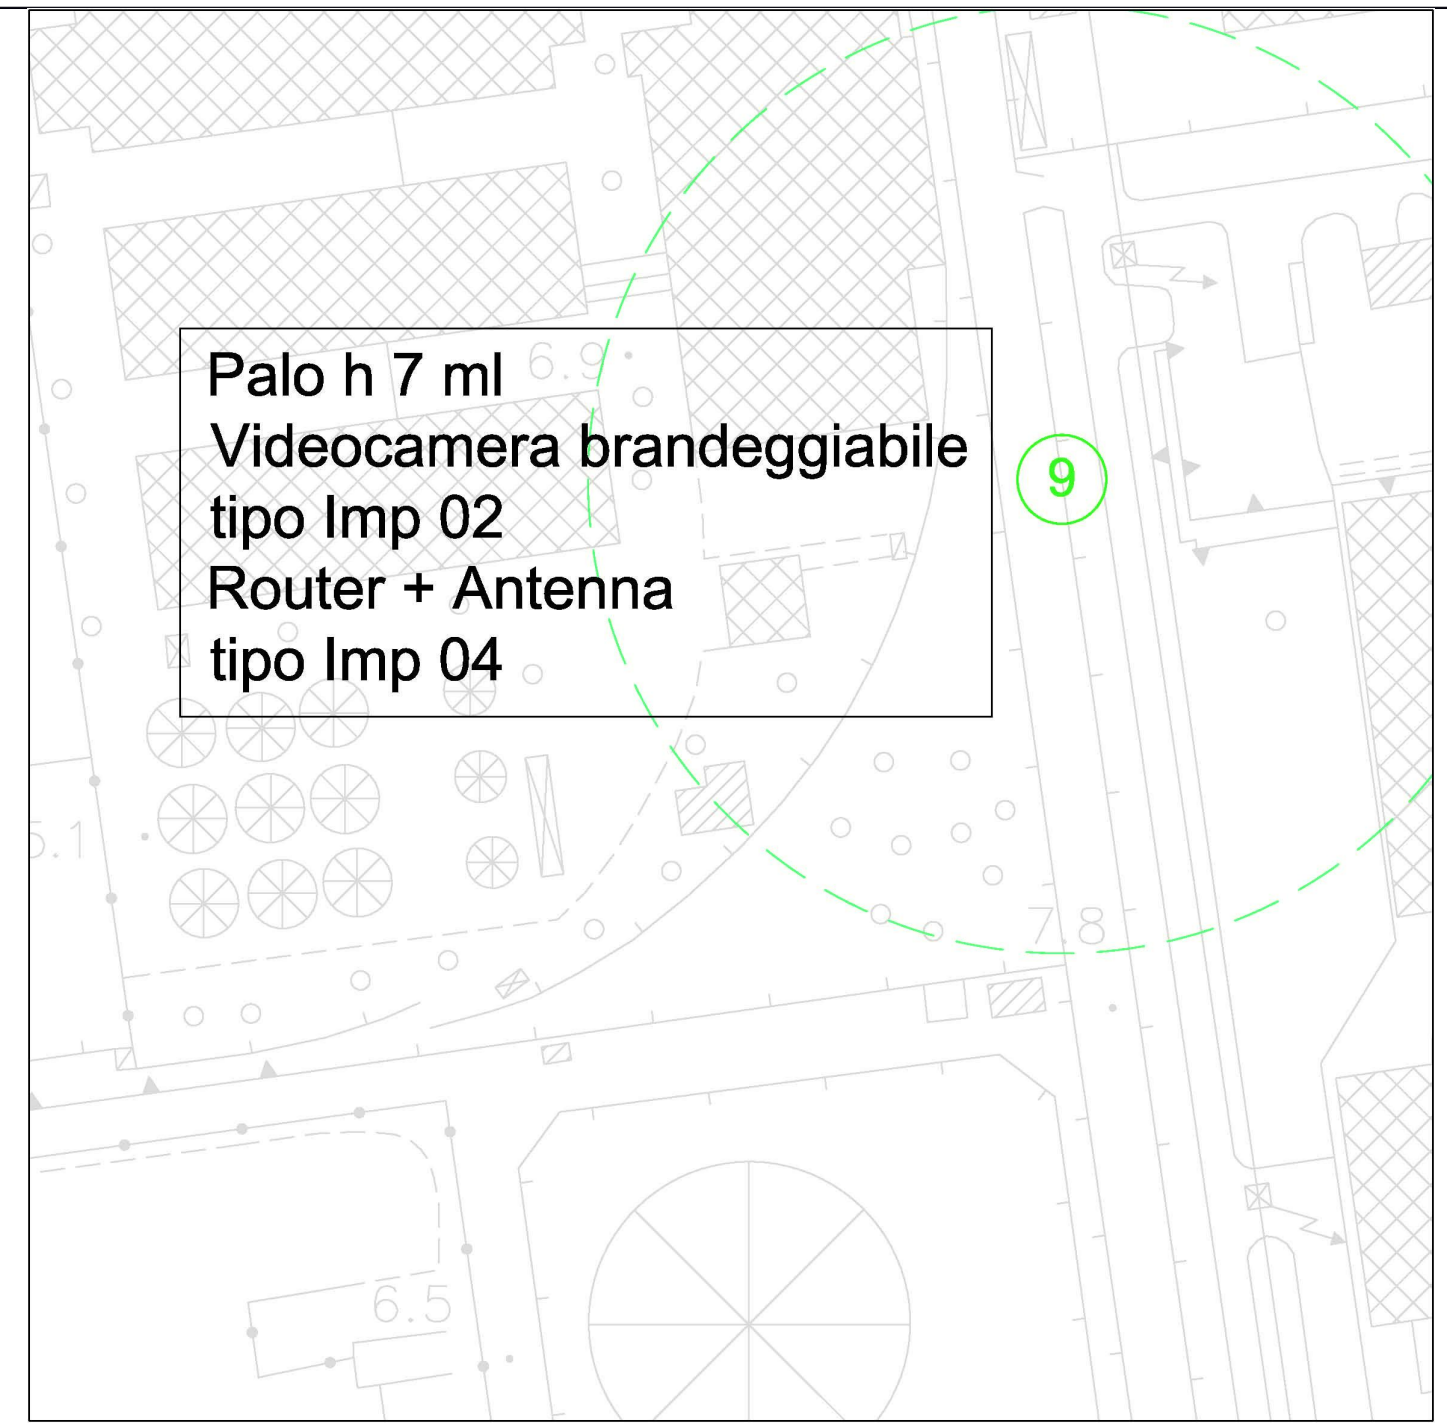 6.9
Palo h 7 ml
Videocamera brandeggiabile
9
tipo Imp 02
Router + Antenna
tipo Imp 04
5.1
7.8
6.5